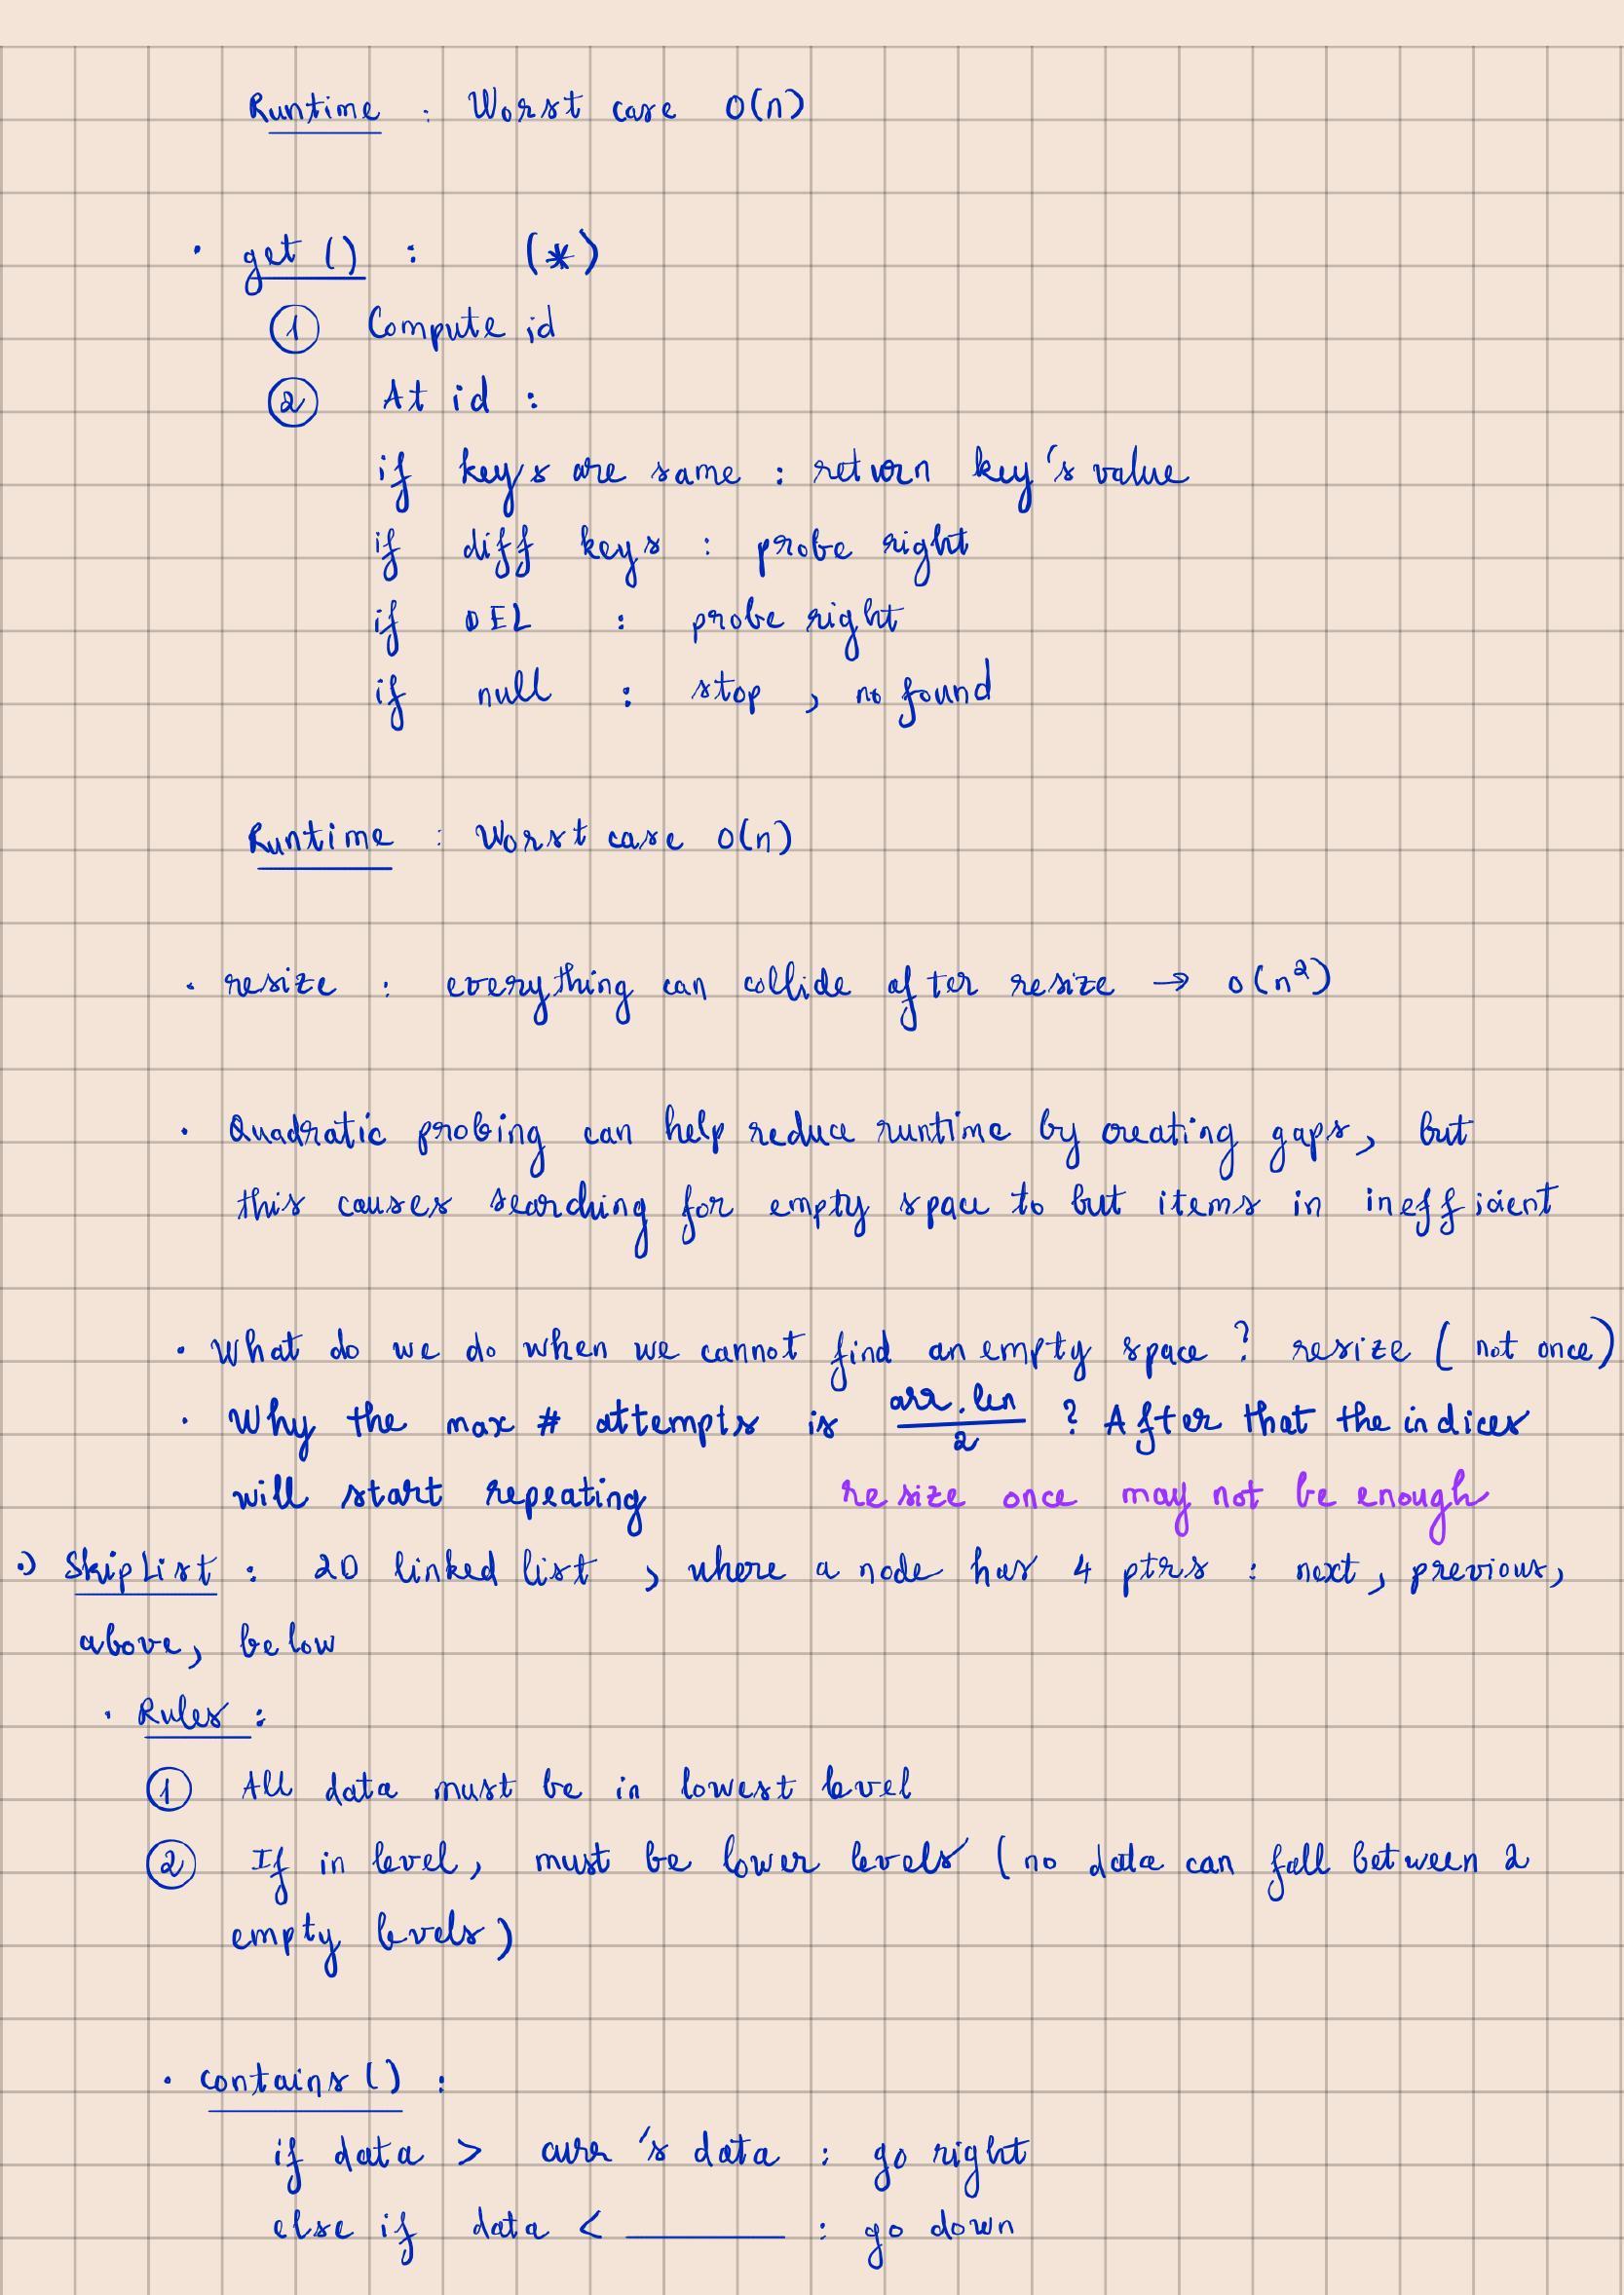 Runtime : Worst case O(n)
• get () : (*)
① Compute id
② At id :
if keys are same : return key's value
if diff keys : probe right
if DEL : probe right
if null : stop , no found
Runtime : Worst case O(n)
• resize : everything can collide after resize → O(n²)
• Quadratic probing can help reduce runtime by creating gaps, but
this causes searching for empty space to but items in inefficient
• What do we do when we cannot find an empty space ? resize ( not once)
• Why the max # attempts is arr.len/2 ? After that the indices
will start repeating resize once may not be enough
•) SkipList : 2D linked list , where a node has 4 ptrs : next, previous,
above, below
• Rules :
① All data must be in lowest level
② If in level, must be lower levels (no data can fall between 2
empty levels)
• contains () :
if data > curr 's data : go right
else if data < ______ : go down